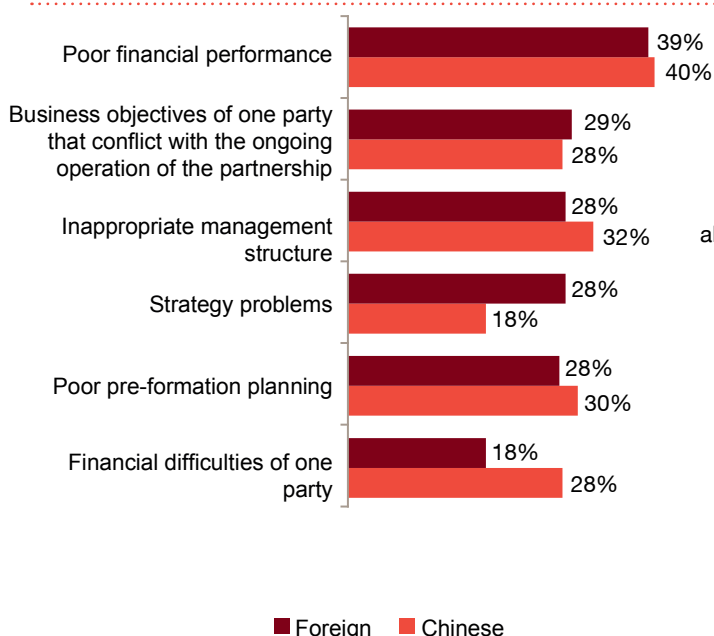 Poor financial performance
39%
40%
Business objectives of one party
that conflict with the ongoing
operation of the partnership
29%
28%
Inappropriate management
structure
28%
32%
Strategy problems
28%
18%
Poor pre-formation planning
28%
30%
Financial difficulties of one
party
18%
28%
Foreign
Chinese